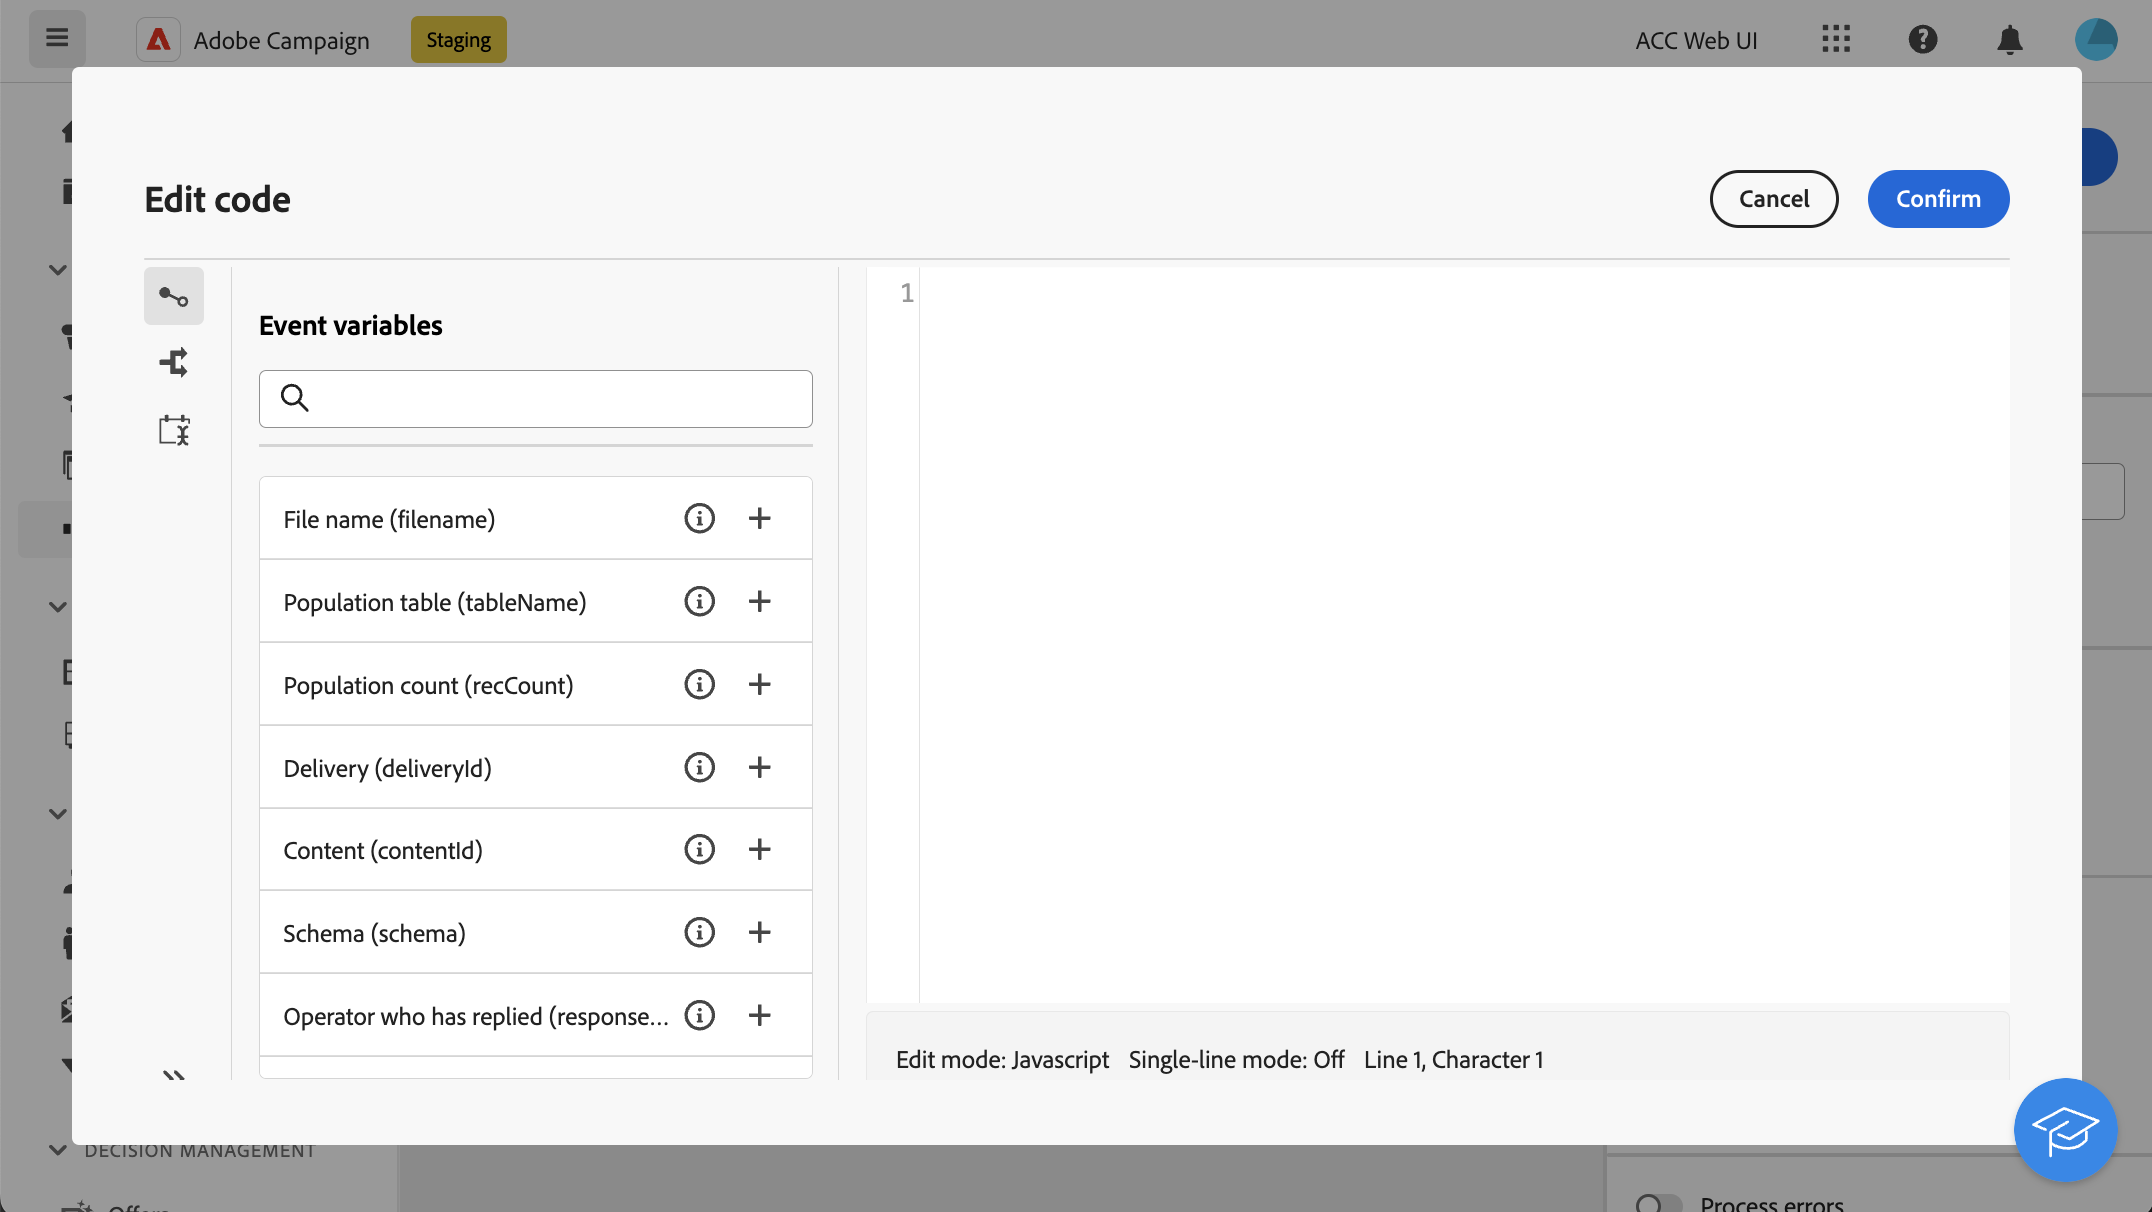 Adobe Campaign
Staging
ACC Web UI
Edit code
Cancel
Confirm
Event variables
1
File name (filename)
Population table (tableName)
Population count (recCount)
Delivery (deliveryId)
Content (contentId)
Schema (schema)
Operator who has replied (response...
Edit mode: Javascript Single-line mode: Off Line 1, Character 1
DECISION MANAGEMENT
Offers
Process errors